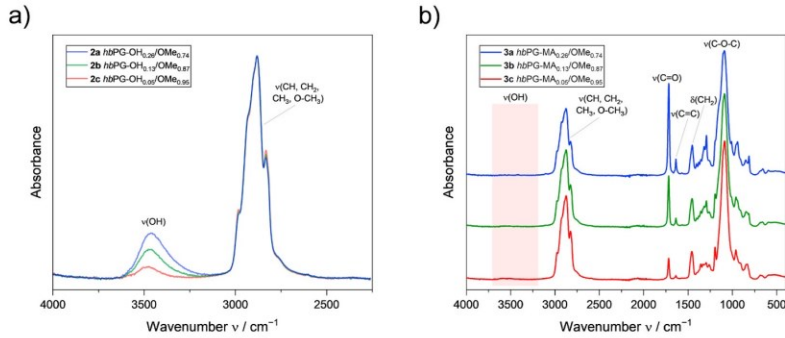 a)
2a hbPG-OH0.26/OMe0.74
2b hbPG-OH0.13/OMe0.87
2c hbPG-OH0.05/OMe0.95
ν(CH, CH2,
CH3, O-CH3)
ν(OH)
Absorbance
4000 3500 3000 2500
Wavenumber ν / cm−1
b)
3a hbPG-MA0.26/OMe0.74
3b hbPG-MA0.13/OMe0.87
3c hbPG-MA0.05/OMe0.95
ν(C-O-C)
ν(C=O)
ν(OH)
ν(CH, CH2,
CH3, O-CH3)
δ(CH2)
ν(C=C)
Absorbance
4000 3500 3000 2500 2000 1500 1000 500
Wavenumber ν / cm−1